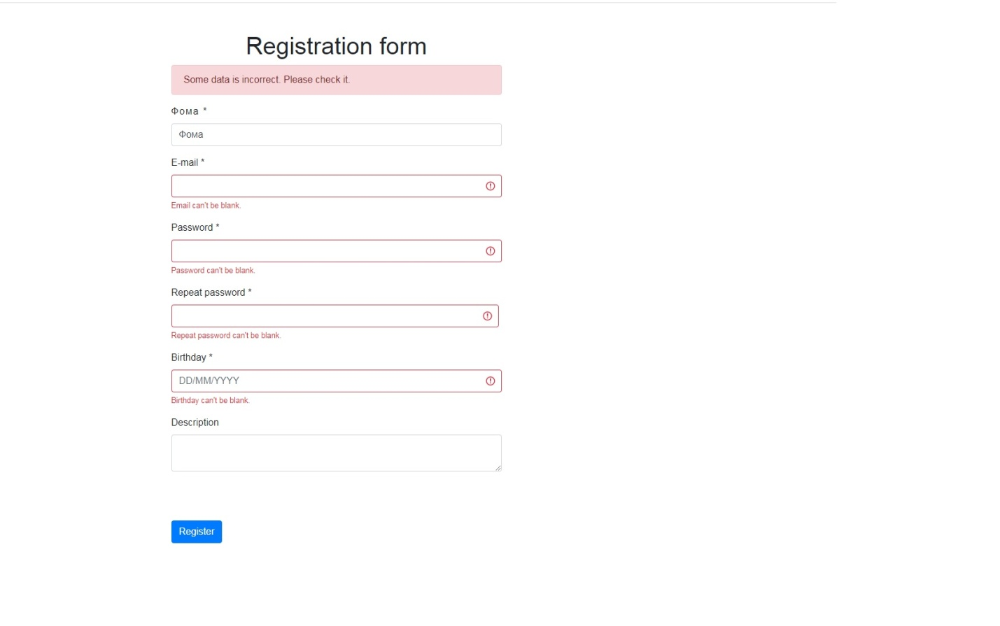 Registration form
Some data is incorrect. Please check it.
Фома *
Фома
E-mail *
Email can't be blank.
Password *
Password can't be blank.
Repeat password *
Repeat password can't be blank.
Birthday *
DD/MM/YYYY
Birthday can't be blank.
Description
Register